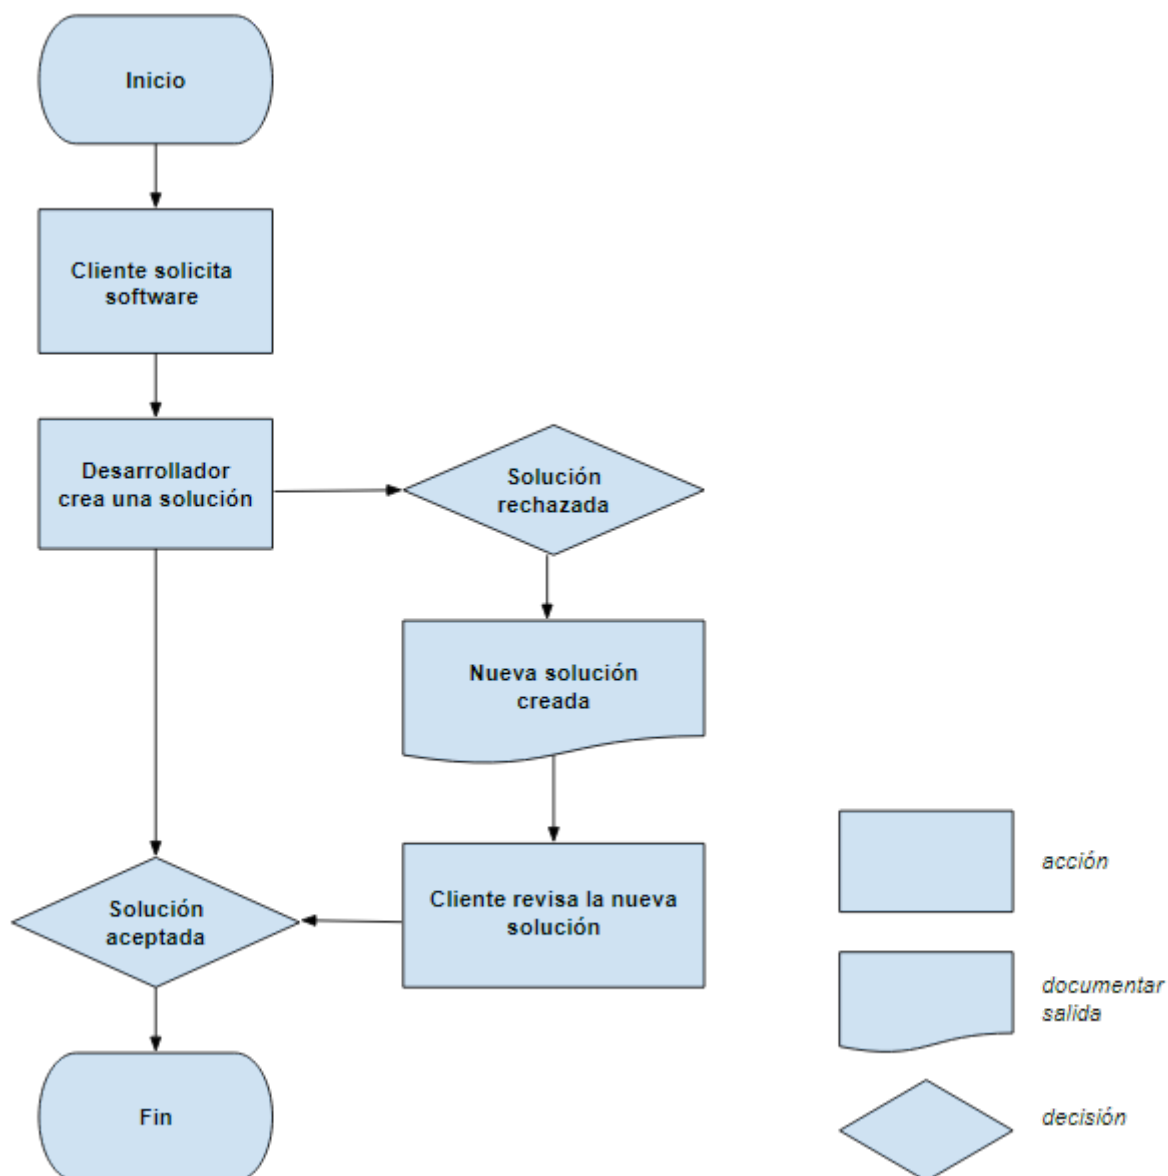 Inicio
Cliente solicita
software
Desarrollador
crea una solución
Solución
rechazada
Nueva solución
creada
Cliente revisa la nueva
solución
Solución
aceptada
Fin
acción
documentar
salida
decisión